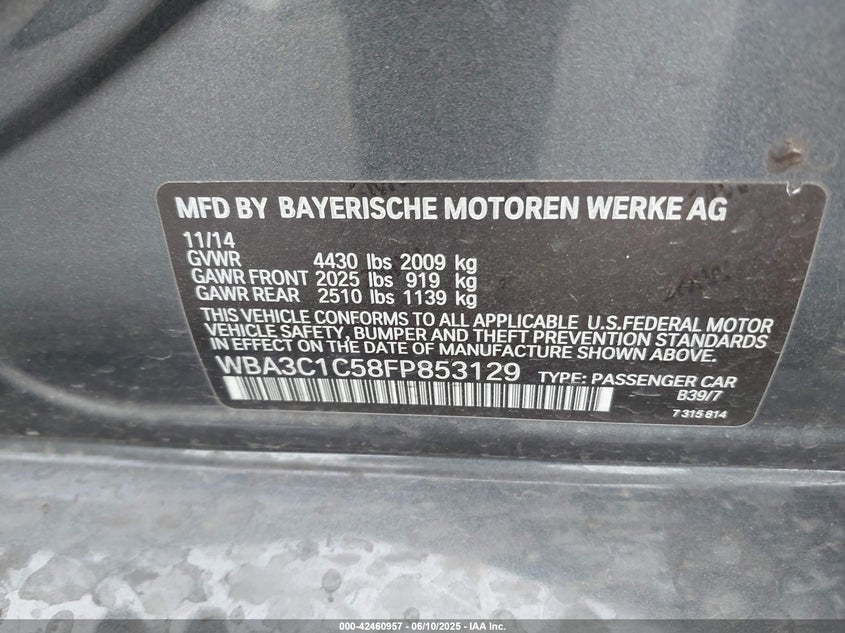 MFD BY BAYERISCHE MOTOREN WERKE AG
11/14
GVWR 4430 lbs 2009 kg
GAWR FRONT 2025 lbs 919 kg
GAWR REAR 2510 lbs 1139 kg
THIS VEHICLE CONFORMS TO ALL APPLICABLE U.S.FEDERAL MOTOR
VEHICLE SAFETY, BUMPER AND THEFT PREVENTION STANDARDS
IN EFFECT ON THE DATE OF MANUFACTURE SHOWN ABOVE.
WBA3C1C58FP853129 TYPE: PASSENGER CAR
B39/7
7 315 814
000-42460957 - 06/10/2025 - IAA Inc.